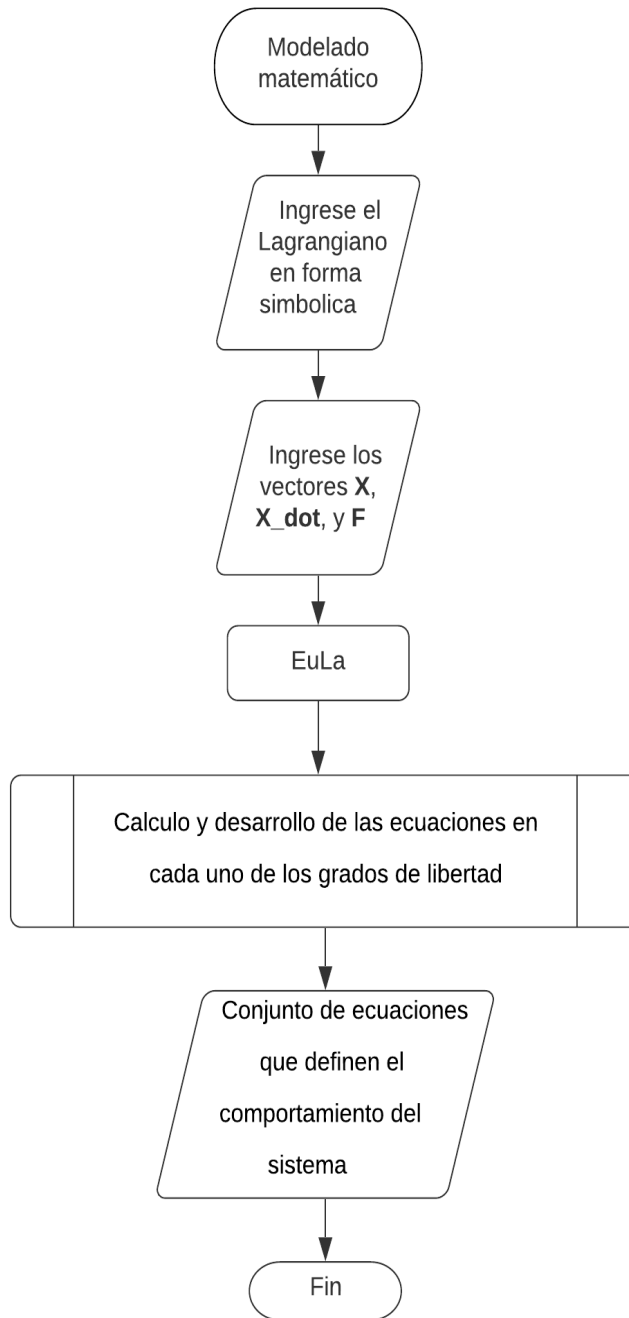 Modelado
matemático
Ingrese el
Lagrangiano
en forma
simbolica
Ingrese los
vectores X,
X_dot, y F
EuLa
Calculo y desarrollo de las ecuaciones en
cada uno de los grados de libertad
Conjunto de ecuaciones
que definen el
comportamiento del
sistema
Fin